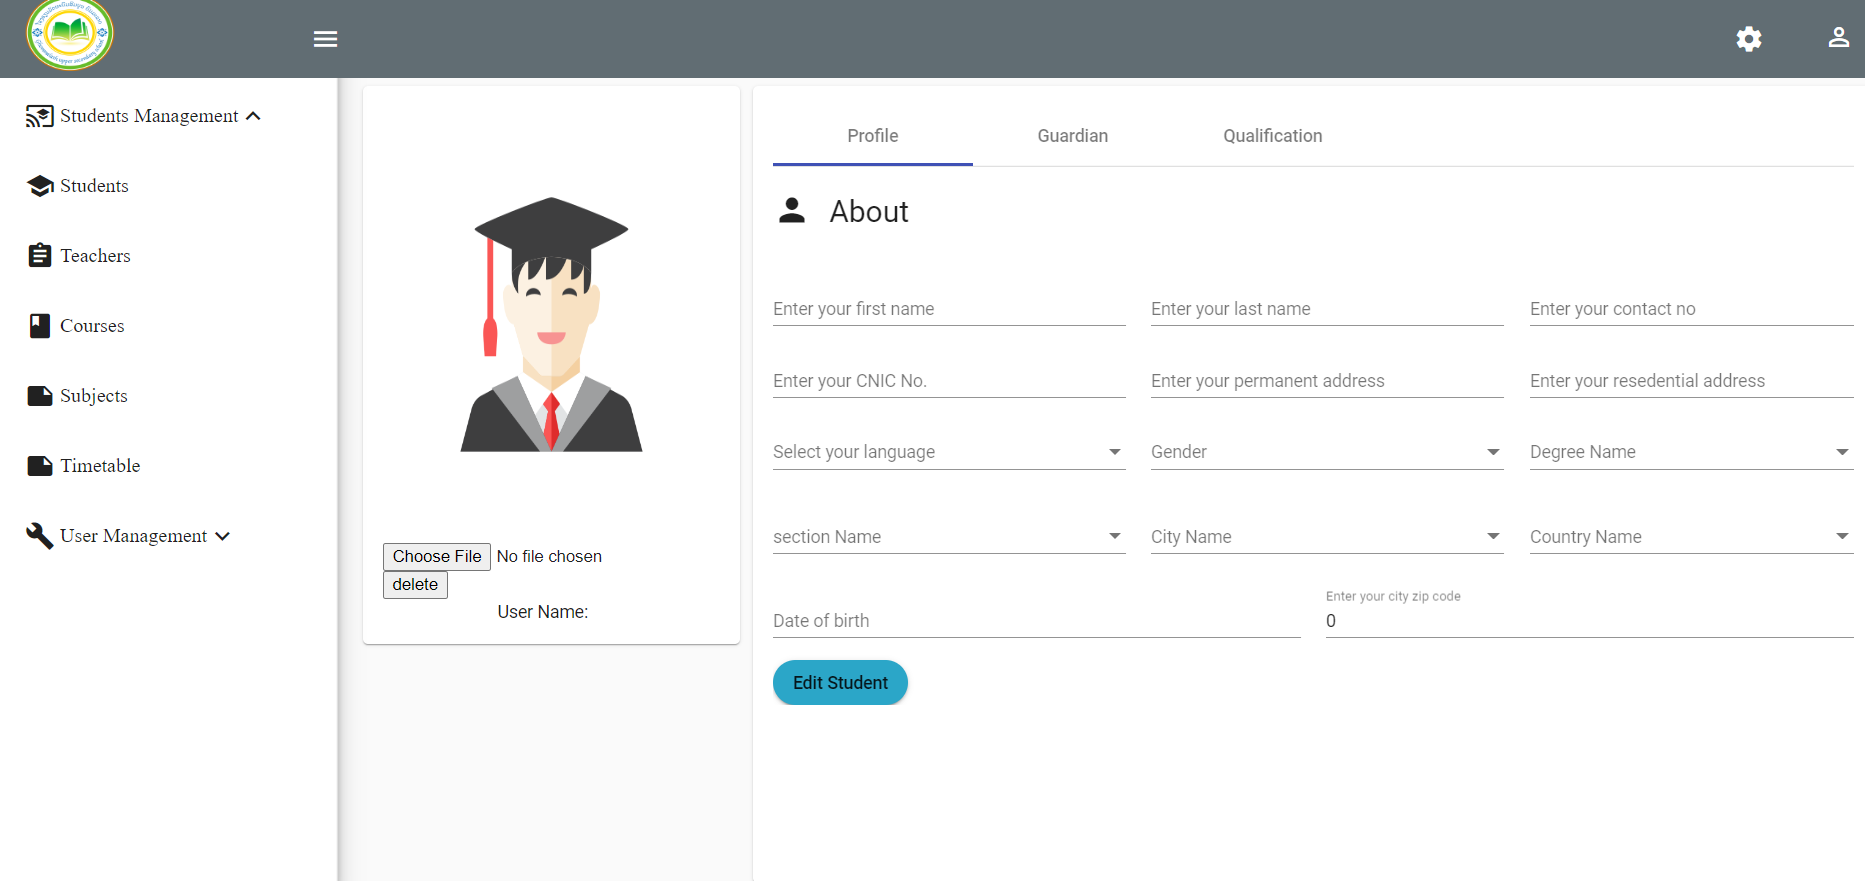 Students Management
Students
Teachers
Courses
Subjects
Timetable
User Management
Choose File No file chosen
delete
User Name:
Profile Guardian Qualification
About
Enter your first name Enter your last name Enter your contact no
Enter your CNIC No. Enter your permanent address Enter your resedential address
Select your language Gender Degree Name
section Name City Name Country Name
Enter your city zip code
Date of birth 0
Edit Student